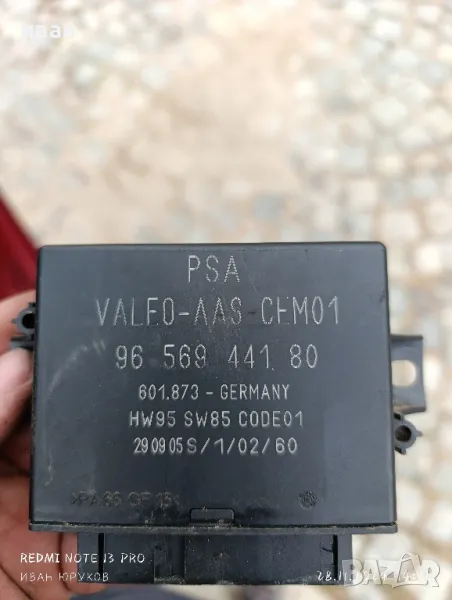 PSA
VALEO-AAS-CEM01
96 569 441 80
601.873 - GERMANY
HW95 SW85 CODE01
290905S/1/02/60
REDMI NOTE 13 PRO
ИВАН ЮРУКОВ
BAZAR